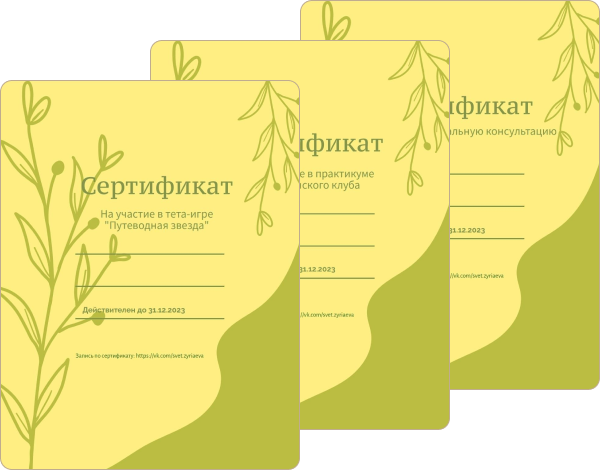 Сертификат
На участие в тета-игре
"Путеводная звезда"
Действителен до 31.12.2023
Запись по сертификату: https://vk.com/svet.zyriaeva
ификат
е в практикуме
ского клуба
31.12.2023
//vk.com/svet.zyriaeva
ификат
альную консультацию
31.12.2023
//vk.com/svet.zyriaeva